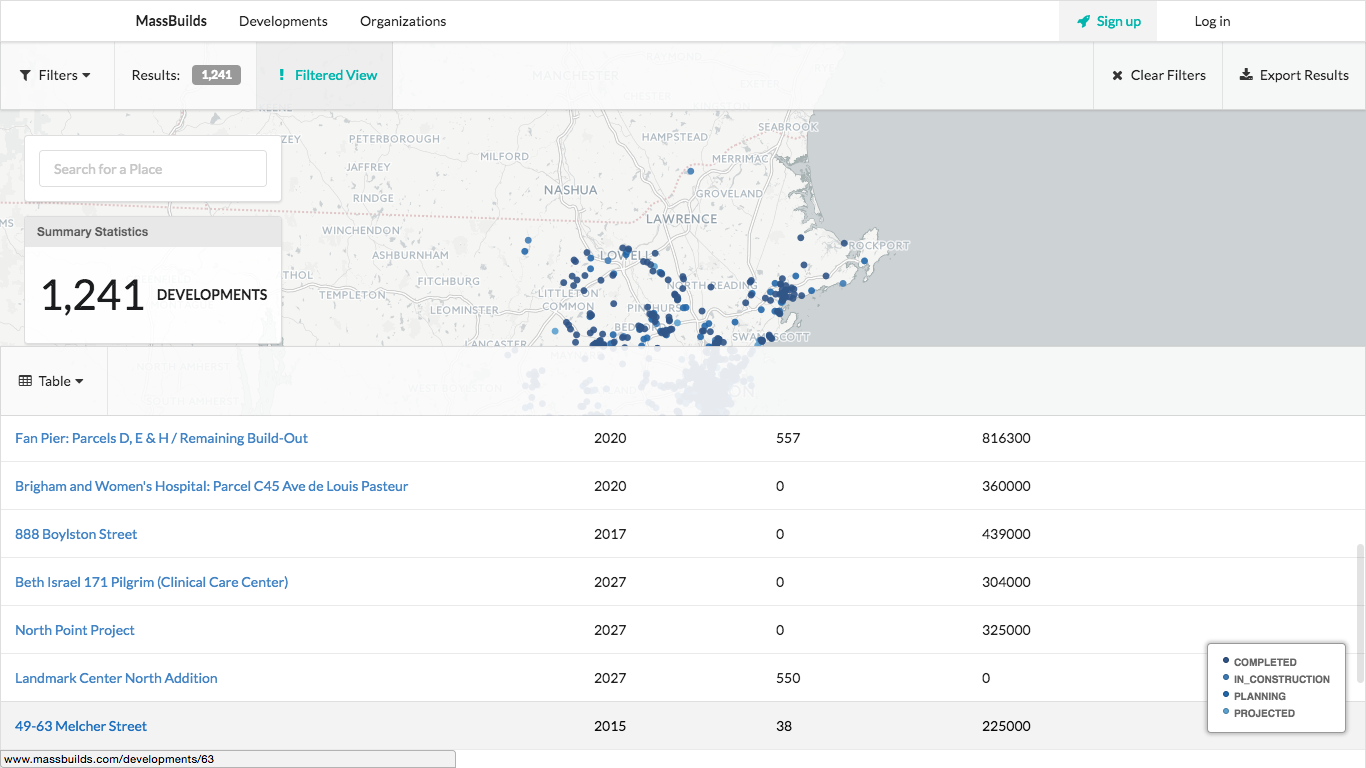 MassBuilds Developments Organizations Sign up Log in
Filters Results: 1,241 ! Filtered View Clear Filters Export Results
MANCHESTER
EXETER
CHESTER
SEABROOK
PETERBOROUGH
HAMPSTEAD
MILFORD
MERRIMAC
JAFFREY
Search for a Place
NASHUA
GROVELAND
RINDGE
LAWRENCE
WINCHENDON
Summary Statistics
ROCKPORT
ASHBURNHAM
LOWELL
1,241 DEVELOPMENTS
FITCHBURG
NORTH READING
TEMPLETON
LITTLETON
COMMON
LEOMINSTER
LANCASTER
Table
Fan Pier: Parcels D, E & H / Remaining Build-Out 2020 557 816300
Brigham and Women's Hospital: Parcel C45 Ave de Louis Pasteur 2020 0 360000
888 Boylston Street 2017 0 439000
Beth Israel 171 Pilgrim (Clinical Care Center) 2027 0 304000
North Point Project 2027 0 325000
Landmark Center North Addition 2027 550 0
49-63 Melcher Street 2015 38 225000
COMPLETED
IN_CONSTRUCTION
PLANNING
PROJECTED
www.massbuilds.com/developments/63